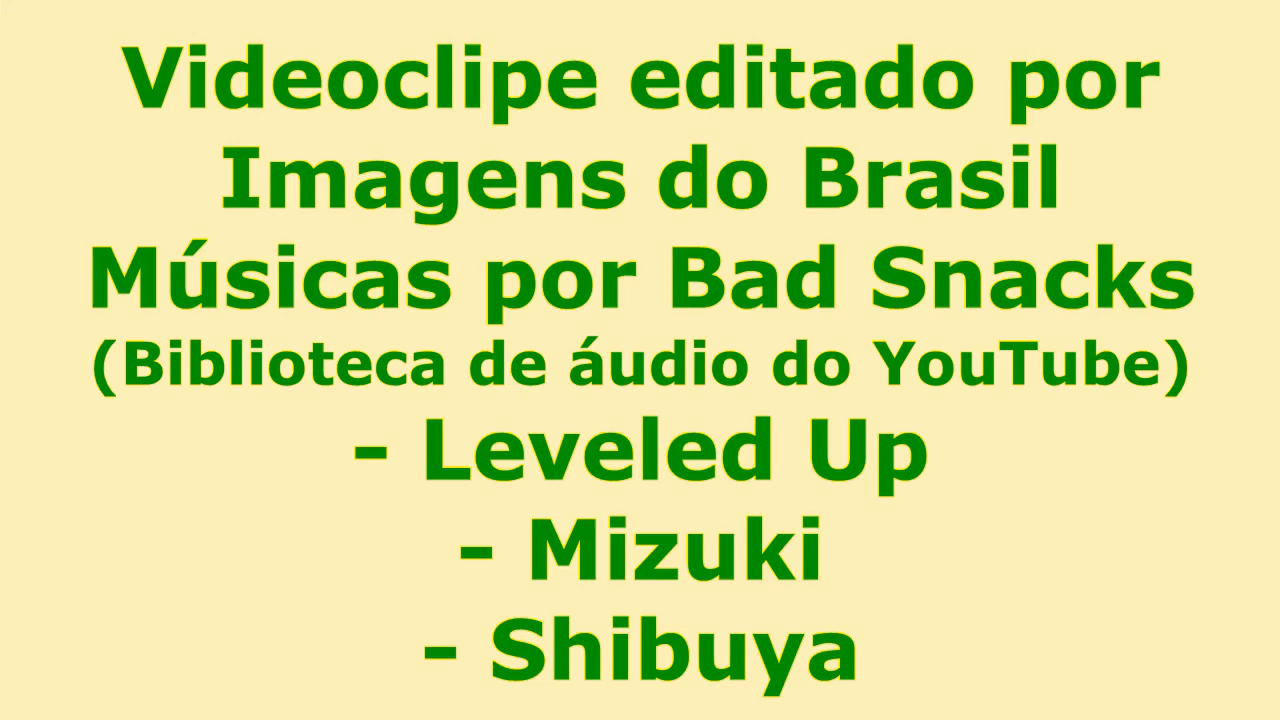 Videoclipe editado por
Imagens do Brasil
Músicas por Bad Snacks
(Biblioteca de áudio do YouTube)
- Leveled Up
- Mizuki
- Shibuya